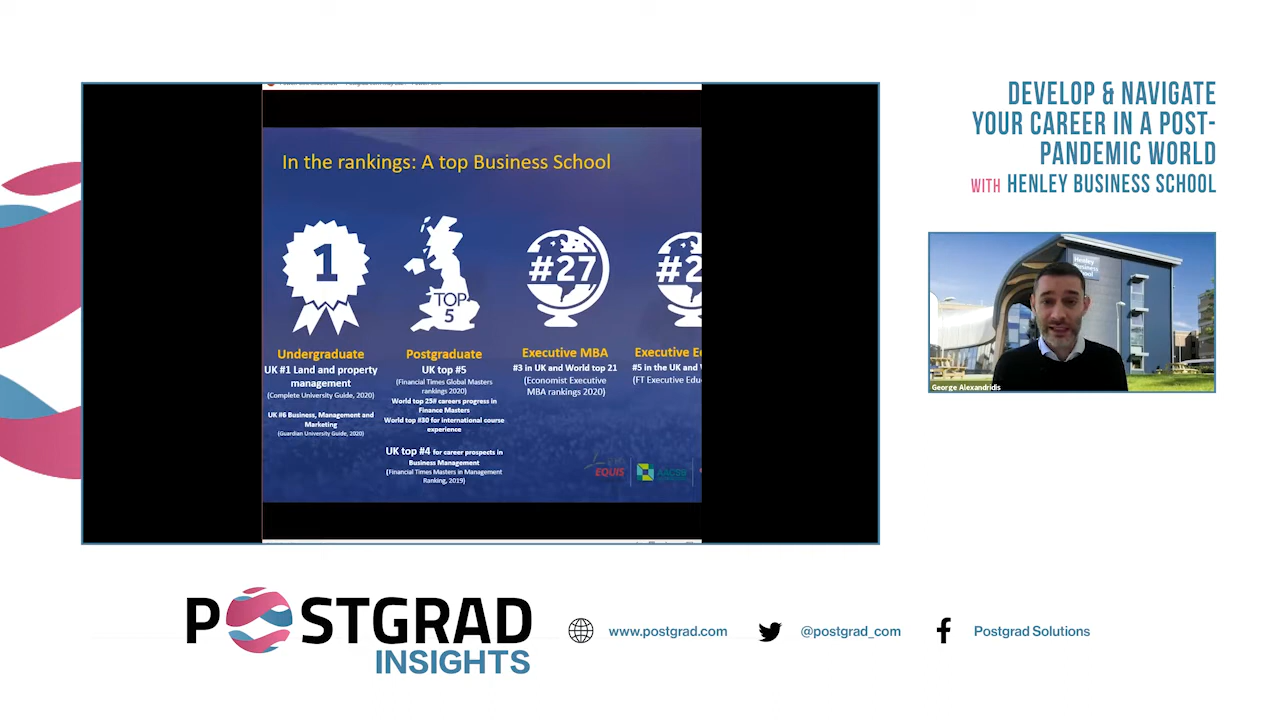 DEVELOP & NAVIGATE
YOUR CAREER IN A POST-
PANDEMIC WORLD
WITH HENLEY BUSINESS SCHOOL
In the rankings: A top Business School
1
TOP
5
#27
#2
Undergraduate
UK #1 Land and property
management
(Complete University Guide, 2020)
UK #6 Business, Management and
Marketing
(Guardian University Guide, 2020)
Postgraduate
UK top #5
(Financial Times Global Masters
rankings 2020)
World top 25# careers progress in
Finance Masters
World top #30 for international course
experience
UK top #4 for career prospects in
Business Management
(Financial Times Masters in Management
Ranking, 2019)
Executive MBA
#3 in UK and World top 21
(Economist Executive
MBA rankings 2020)
Executive E
#5 in the UK and
(FT Executive Edu
EQUIS
AACSB
Henley
Business
School
George Alexandridis
POSTGRAD
INSIGHTS
www.postgrad.com
@postgrad_com
Postgrad Solutions